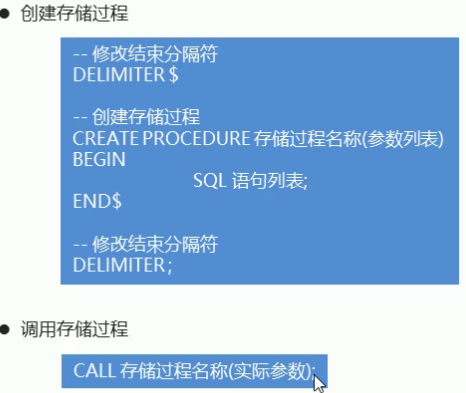 ● 创建存储过程
-- 修改结束分隔符
DELIMITER $
-- 创建存储过程
CREATE PROCEDURE 存储过程名称(参数列表)
BEGIN
SQL 语句列表;
END$
-- 修改结束分隔符
DELIMITER ;
● 调用存储过程
CALL 存储过程名称(实际参数);